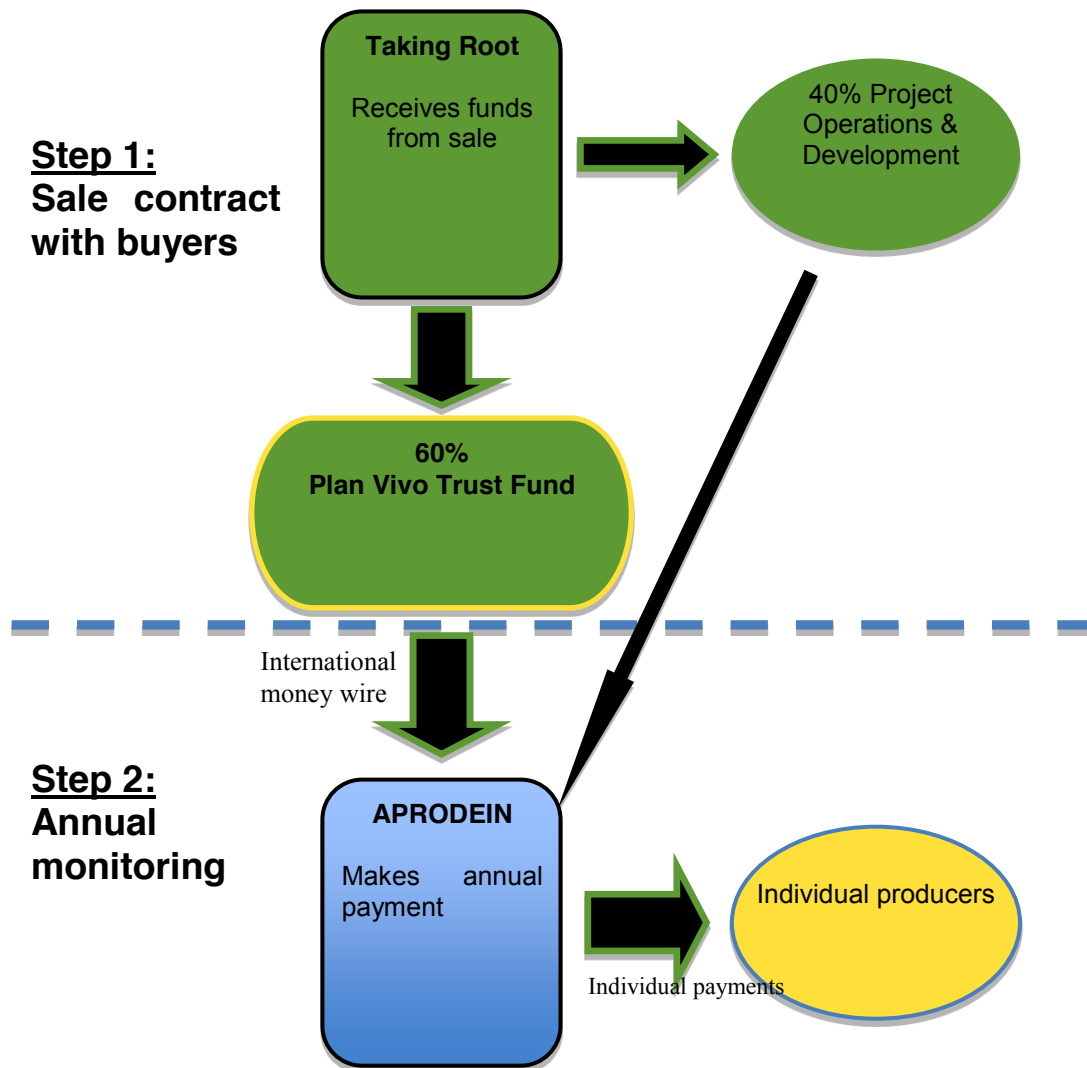 Taking Root
Receives funds
from sale
40% Project
Operations &
Development
Step 1:
Sale contract
with buyers
60%
Plan Vivo Trust Fund
International
money wire
Step 2:
Annual
monitoring
APRODEIN
Makes annual
payment
Individual producers
Individual payments